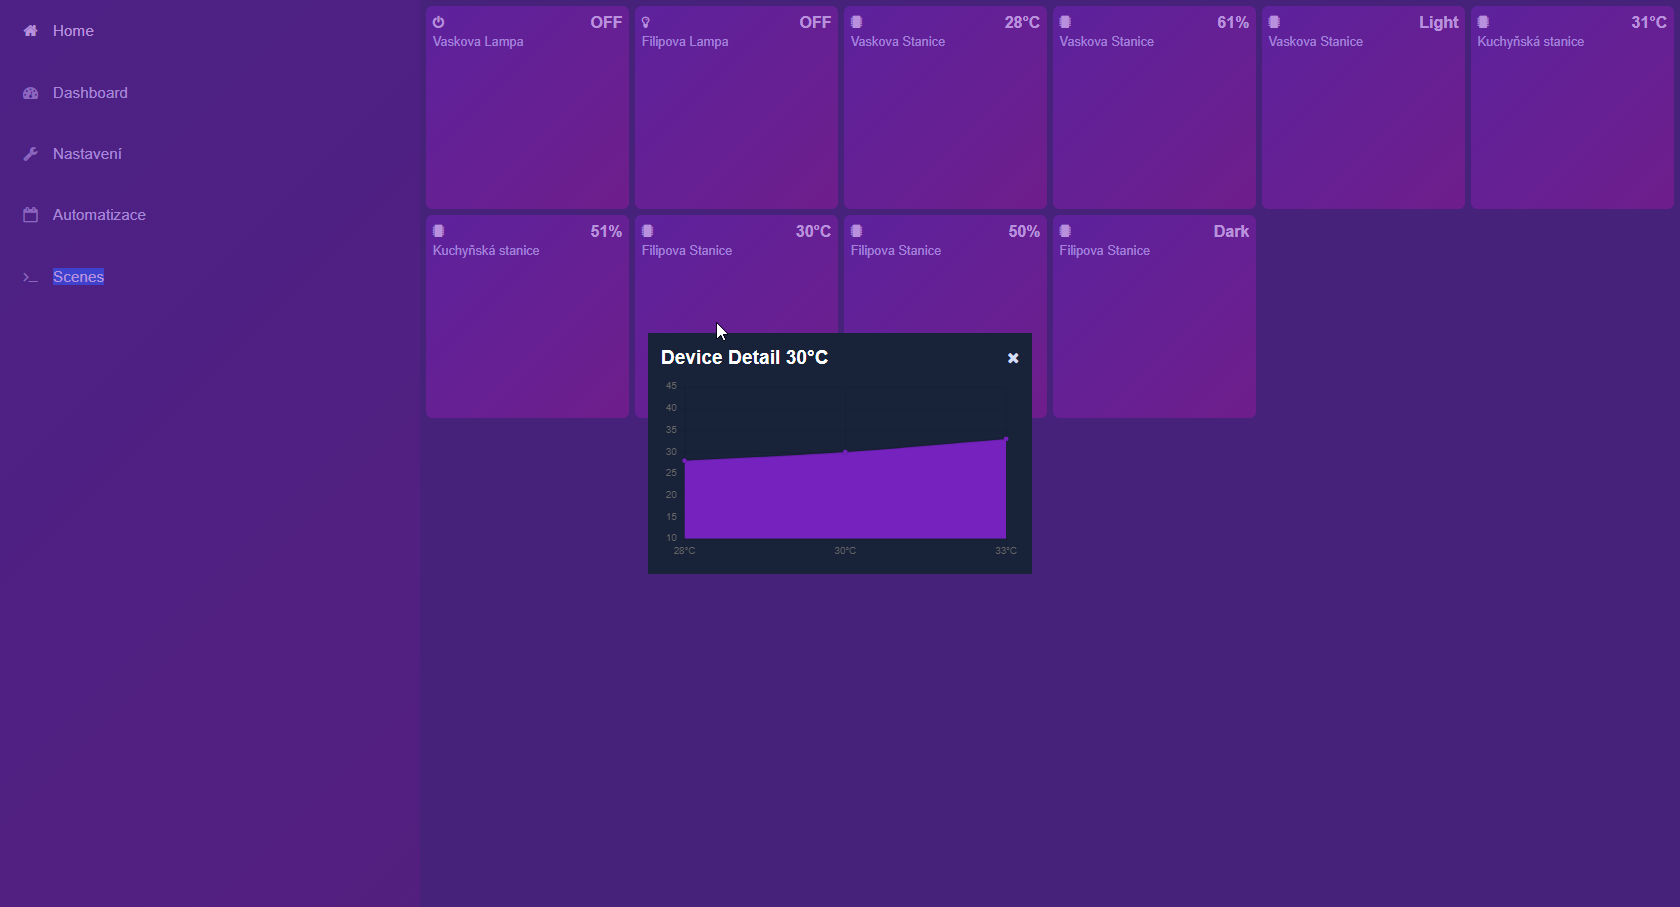 Home
Dashboard
Nastavení
Automatizace
Scenes
OFF
Vaskova Lampa
OFF
Filipova Lampa
28°C
Vaskova Stanice
61%
Vaskova Stanice
Light
Vaskova Stanice
31°C
Kuchyňská stanice
51%
Kuchyňská stanice
30°C
Filipova Stanice
50%
Filipova Stanice
Dark
Filipova Stanice
Device Detail 30°C
45
40
35
30
25
20
15
10
28°C 30°C 33°C